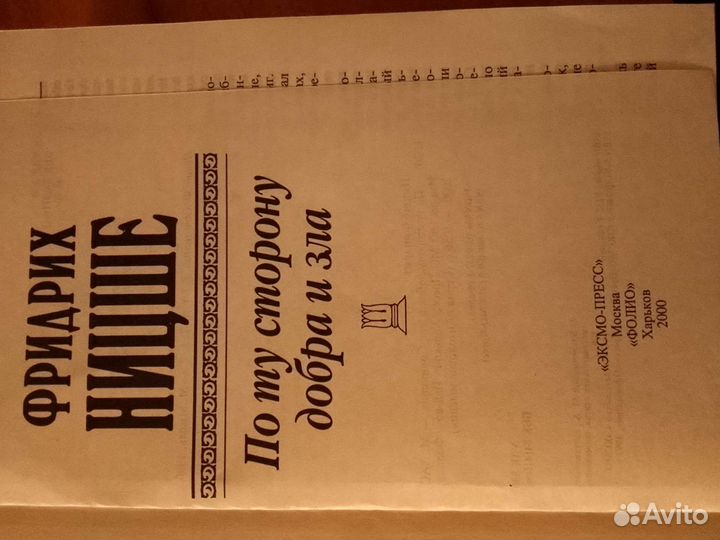 ФРИДРИХ
НИЦШЕ
По ту сторону
добра и зла
«ЭКСМО-ПРЕСС»
Москва
«ФОЛИО»
Харьков
2000
Avito